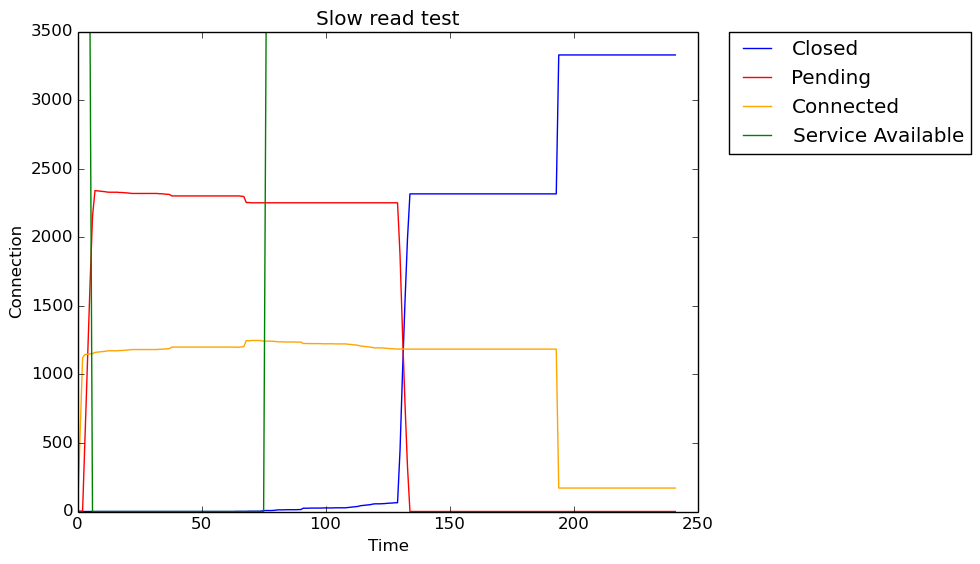 Slow read test
3500
3000
2500
2000
1500
1000
500
0
Connection
0 50 100 150 200 250
Time
Closed
Pending
Connected
Service Available